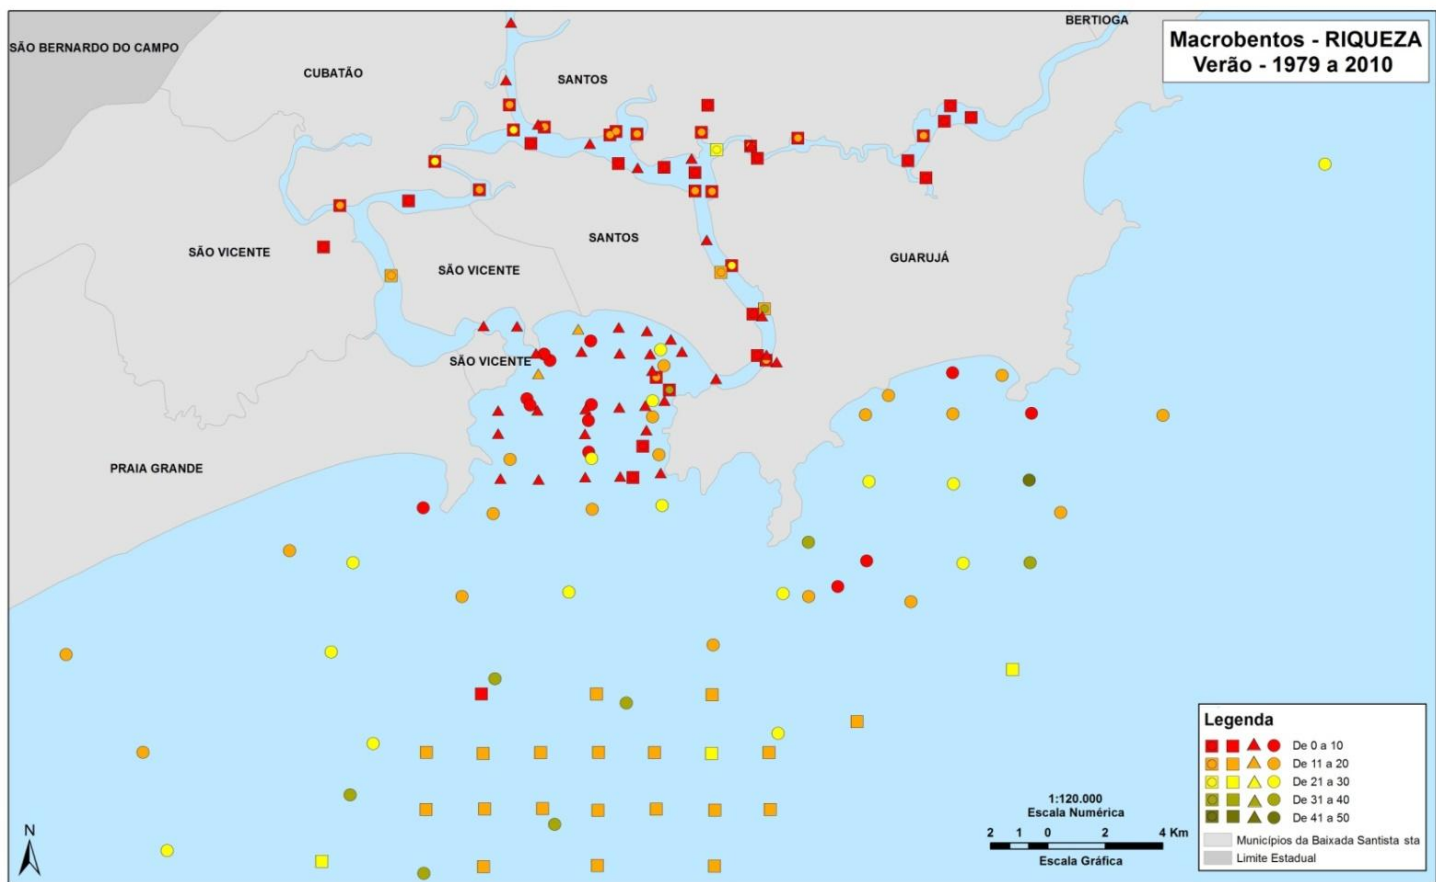 BERTIOGA
Macrobentos - RIQUEZA
Verão - 1979 a 2010
SÃO BERNARDO DO CAMPO
CUBATÃO
SANTOS
SANTOS
SÃO VICENTE
SÃO VICENTE
GUARUJÁ
SÃO VICENTE
PRAIA GRANDE
Legenda
De 0 a 10
De 11 a 20
De 21 a 30
De 31 a 40
De 41 a 50
Municípios da Baixada Santista sta
Limite Estadual
1:120.000
Escala Numérica
2 1 0 2 4 Km
Escala Gráfica
N